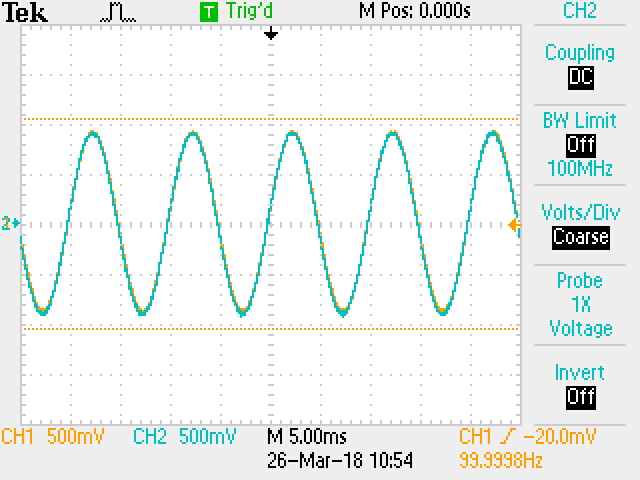 Tek T Trig'd M Pos: 0.000s CH2
Coupling
DC
BW Limit
Off
100MHz
2
Volts/Div
Coarse
Probe
1X
Voltage
Invert
Off
CH1 500mV CH2 500mV M 5.00ms CH1 -20.0mV
26-Mar-18 10:54 99.9998Hz